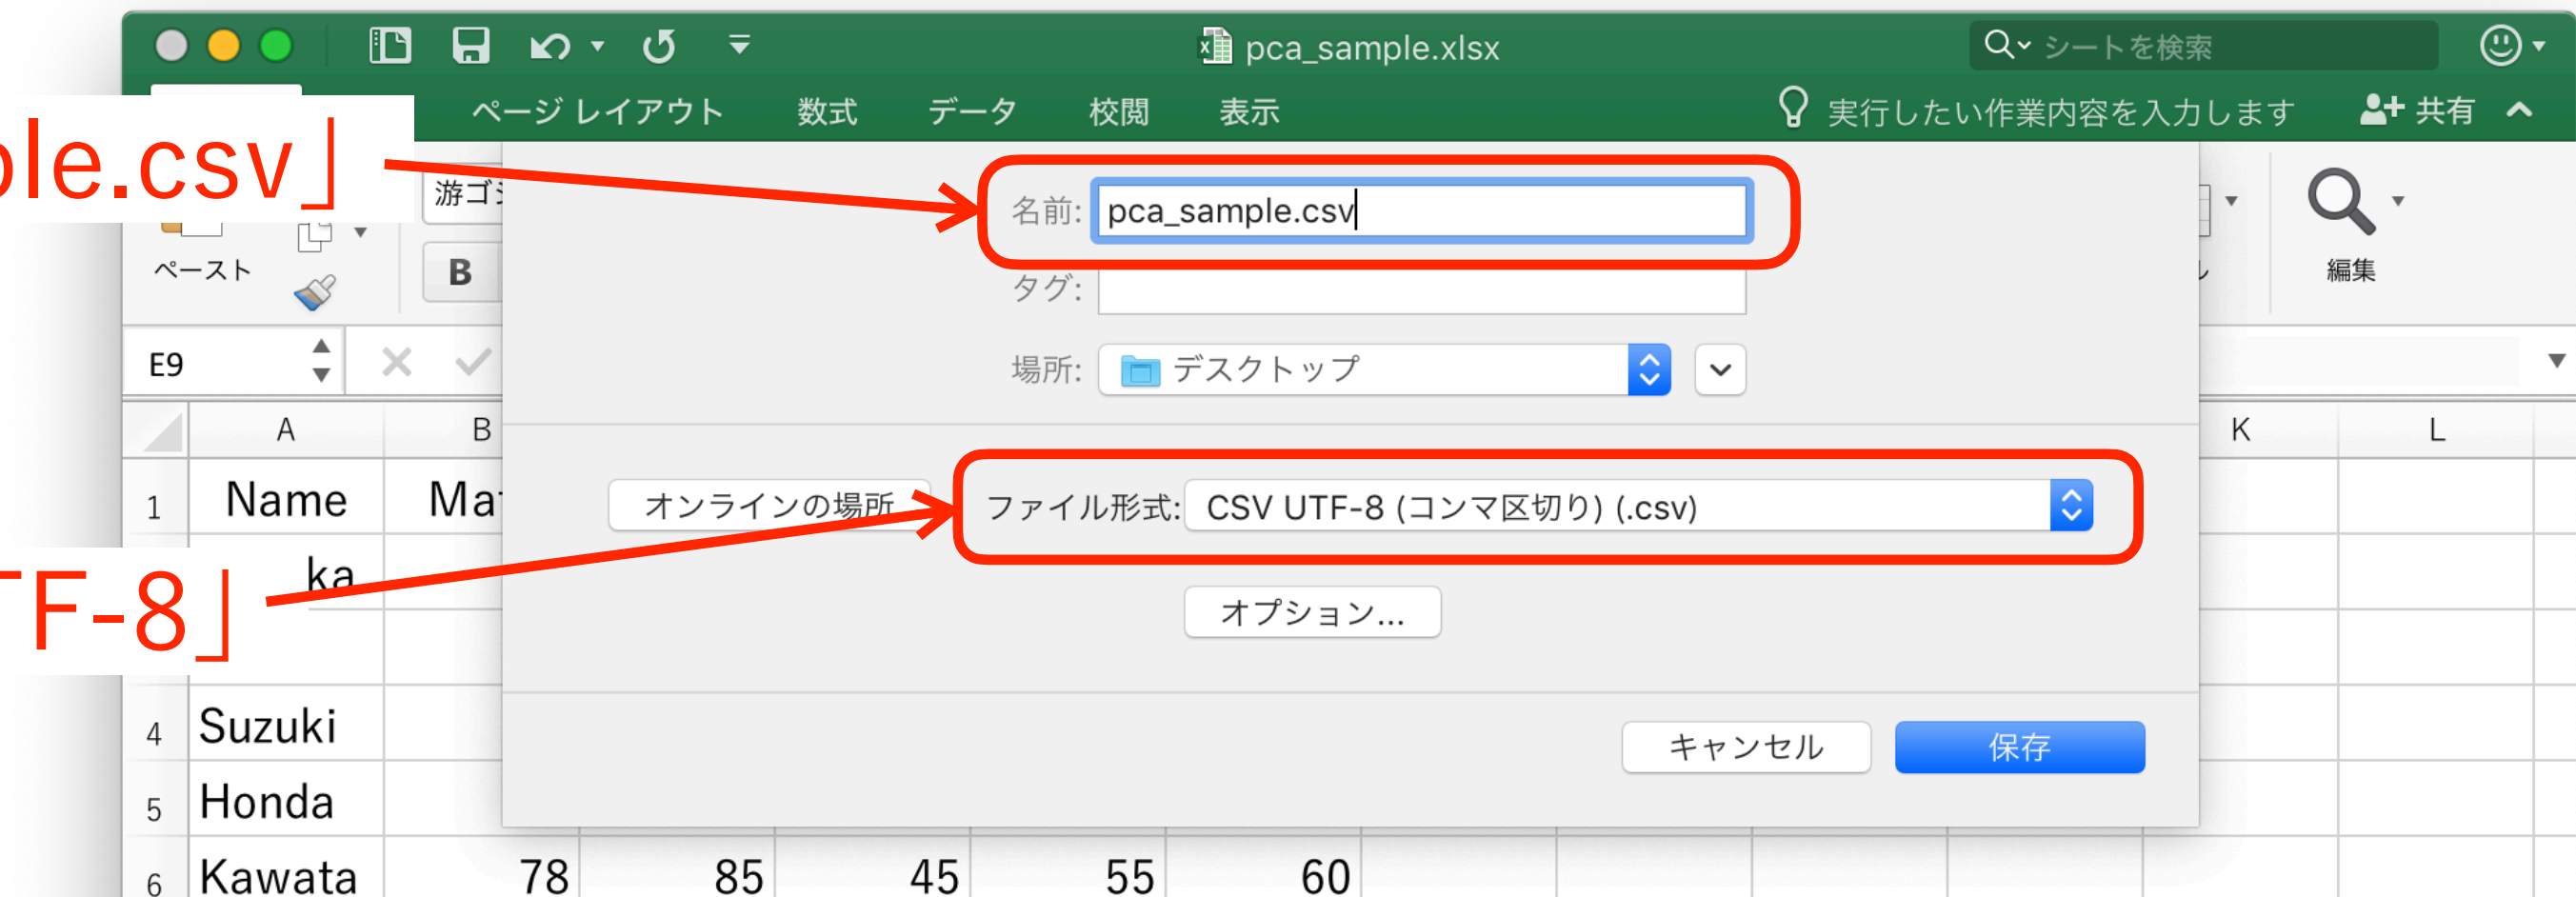 pca_sample.xlsx
シートを検索
ページ レイアウト 数式 データ 校閲 表示
実行したい作業内容を入力します 共有
ple.csv」
ペースト
游ゴシ
B
編集
名前: pca_sample.csv
タグ:
場所: デスクトップ
E9
A B K L
オンラインの場所 ファイル形式: CSV UTF-8 (コンマ区切り) (.csv)
オプション...
キャンセル 保存
1 Name Mat
ka
TF-8」
4 Suzuki
5 Honda
6 Kawata 78 85 45 55 60